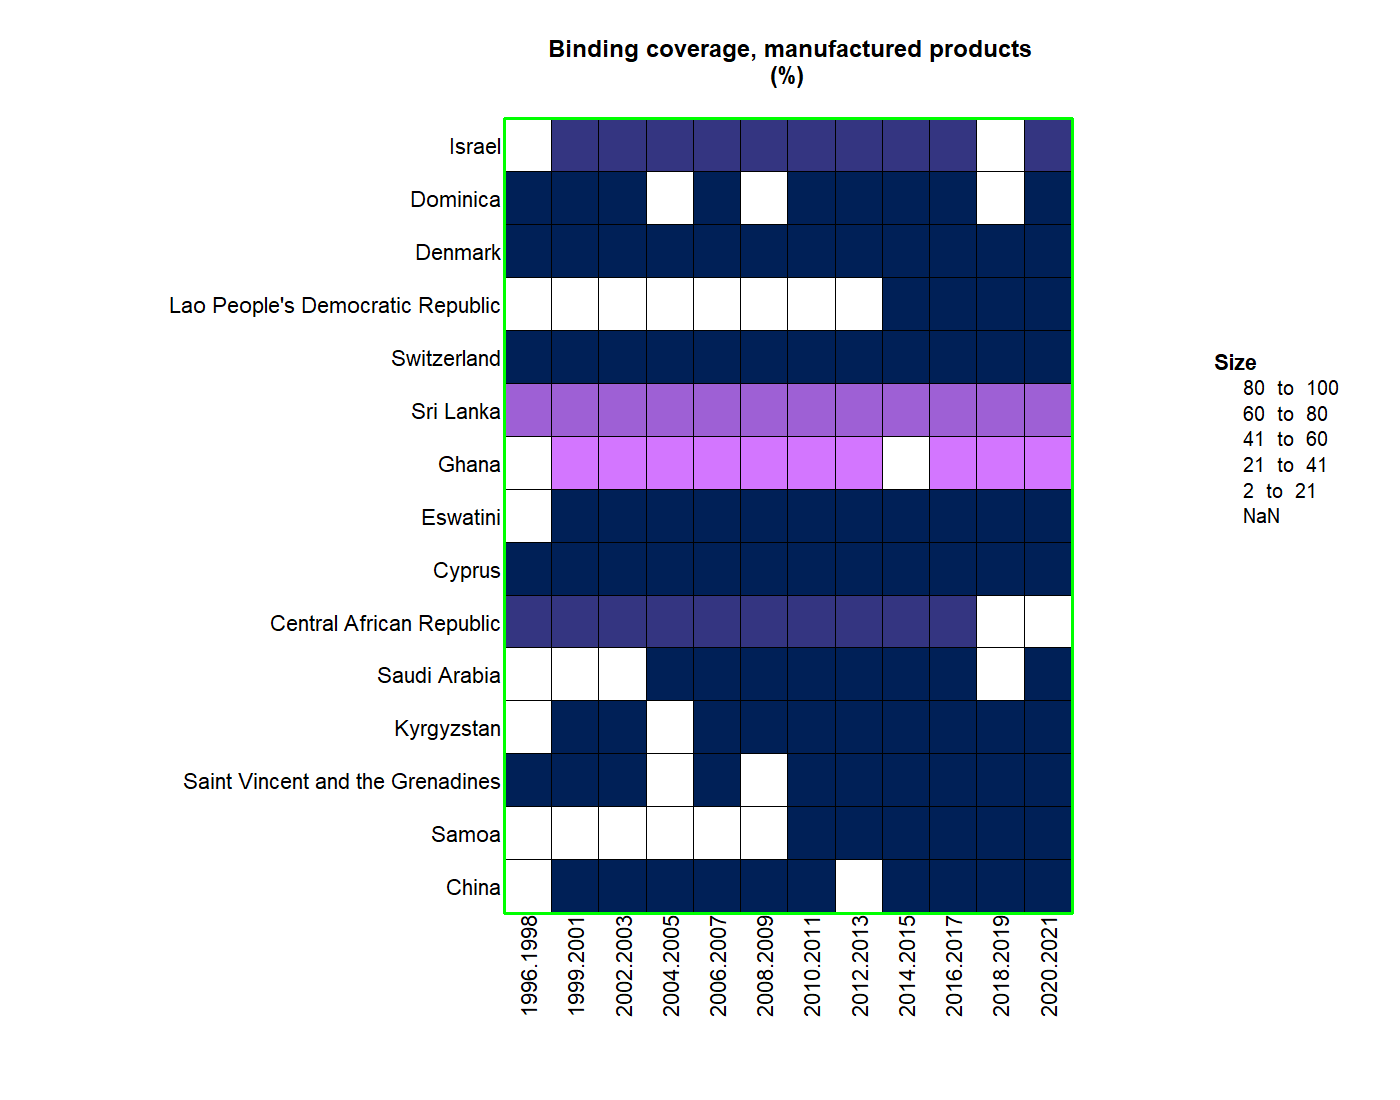 Binding coverage, manufactured products
(%)
Israel
Dominica
Denmark
Lao People's Democratic Republic
Switzerland
Sri Lanka
Ghana
Eswatini
Cyprus
Central African Republic
Saudi Arabia
Kyrgyzstan
Saint Vincent and the Grenadines
Samoa
China
1996.1998
1999.2001
2002.2003
2004.2005
2006.2007
2008.2009
2010.2011
2012.2013
2014.2015
2016.2017
2018.2019
2020.2021
Size
80 to 100
60 to 80
41 to 60
21 to 41
2 to 21
NaN